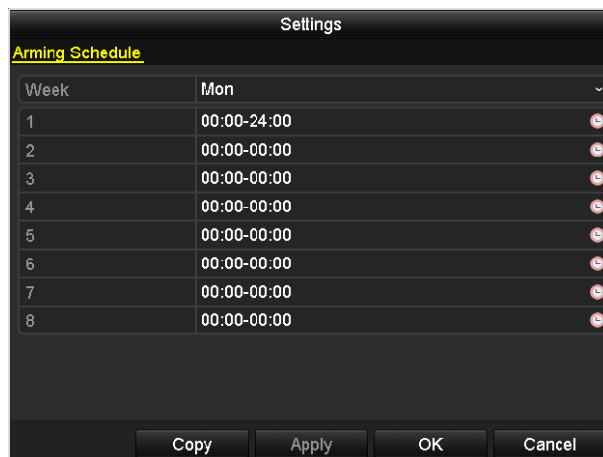 Settings
Arming Schedule
Week Mon
1 00:00-24:00
2 00:00-00:00
3 00:00-00:00
4 00:00-00:00
5 00:00-00:00
6 00:00-00:00
7 00:00-00:00
8 00:00-00:00
Copy Apply OK Cancel